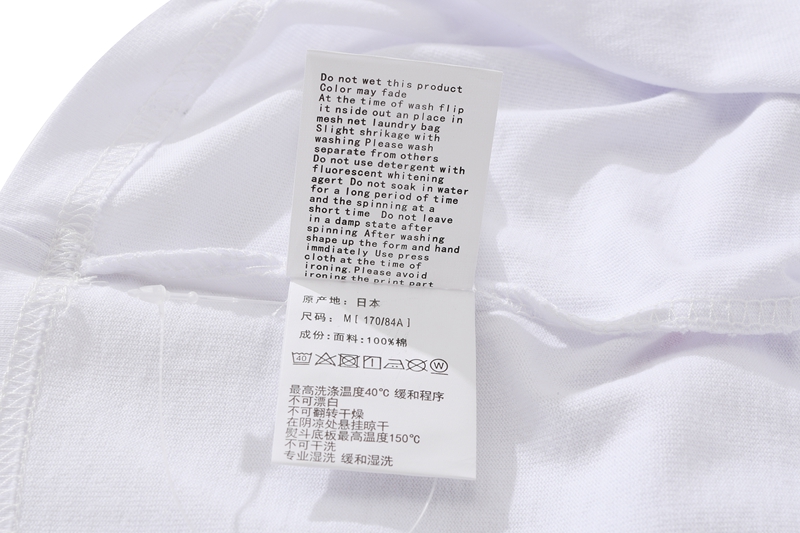 Do not wet this product
Color may fade
At the time of wash flip
it nside out an place in
mesh net laundry bag
Slight shrikage with
washing Please wash
separate from others
Do not use detergent with
fluorescent whitening
agert Do not soak in water
for a long period of time
and the spinning at a
short time Do not leave
in a damp state after
spinning After washing
shape up the form and hand
immdiately Use press
cloth at the time of
ironing.Please avoid
ironing the print part
原产地: 日本
尺码: M [ 170/84A ]
成份: 面料: 100%棉
40 W
最高洗涤温度40℃ 缓和程序
不可漂白
不可翻转干燥
在阴凉处悬挂晾干
熨斗底板最高温度150℃
不可干洗
专业湿洗 缓和湿洗